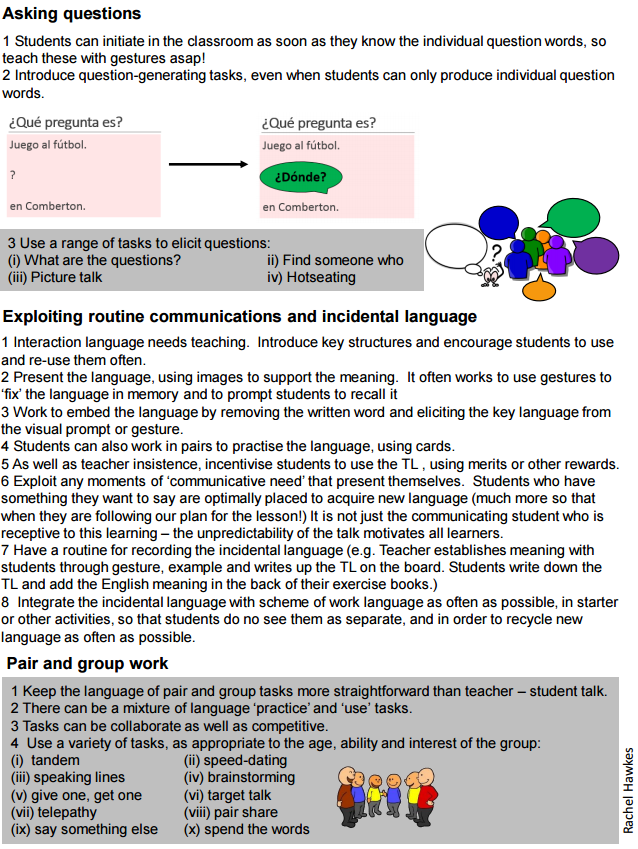 Asking questions
1 Students can initiate in the classroom as soon as they know the individual question words, so
teach these with gestures asap!
2 Introduce question-generating tasks, even when students can only produce individual question
words.
¿Qué pregunta es?
Juego al fútbol.
?
en Comberton.
¿Qué pregunta es?
Juego al fútbol.
¿Dónde?
en Comberton.
?
3 Use a range of tasks to elicit questions:
(i) What are the questions? ii) Find someone who
(iii) Picture talk iv) Hotseating
Exploiting routine communications and incidental language
1 Interaction language needs teaching. Introduce key structures and encourage students to use
and re-use them often.
2 Present the language, using images to support the meaning. It often works to use gestures to
'fix' the language in memory and to prompt students to recall it
3 Work to embed the language by removing the written word and eliciting the key language from
the visual prompt or gesture.
4 Students can also work in pairs to practise the language, using cards.
5 As well as teacher insistence, incentivise students to use the TL , using merits or other rewards.
6 Exploit any moments of 'communicative need' that present themselves. Students who have
something they want to say are optimally placed to acquire new language (much more so that
when they are following our plan for the lesson!) It is not just the communicating student who is
receptive to this learning – the unpredictability of the talk motivates all learners.
7 Have a routine for recording the incidental language (e.g. Teacher establishes meaning with
students through gesture, example and writes up the TL on the board. Students write down the
TL and add the English meaning in the back of their exercise books.)
8 Integrate the incidental language with scheme of work language as often as possible, in starter
or other activities, so that students do no see them as separate, and in order to recycle new
language as often as possible.
Pair and group work
1 Keep the language of pair and group tasks more straightforward than teacher – student talk.
2 There can be a mixture of language 'practice' and 'use' tasks.
3 Tasks can be collaborate as well as competitive.
4 Use a variety of tasks, as appropriate to the age, ability and interest of the group:
(i) tandem (ii) speed-dating
(iii) speaking lines (iv) brainstorming
(v) give one, get one (vi) target talk
(vii) telepathy (viii) pair share
(ix) say something else (x) spend the words
Rachel Hawkes